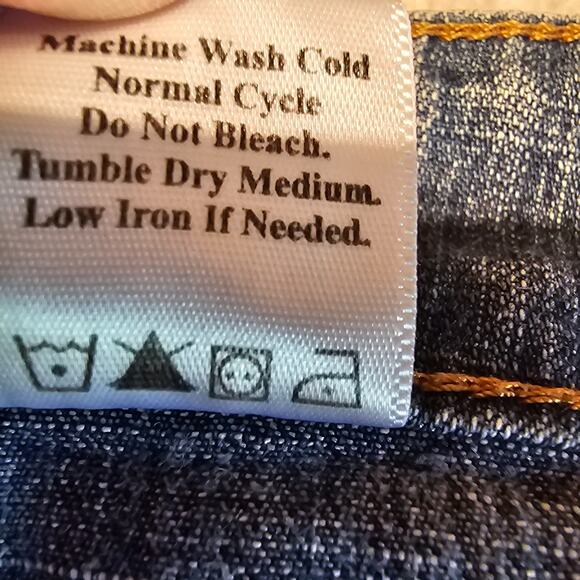 Machine Wash Cold
Normal Cycle
Do Not Bleach.
Tumble Dry Medium.
Low Iron If Needed.